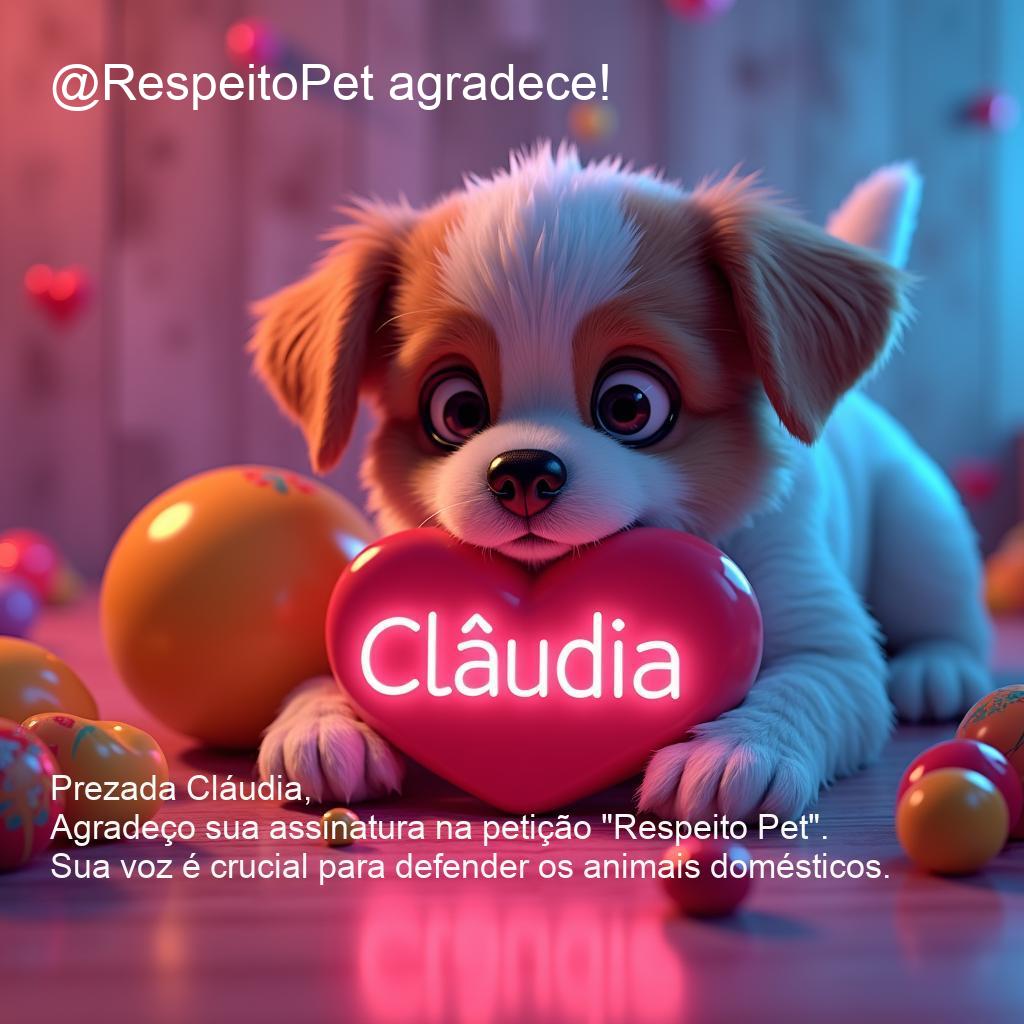 @RespeitoPet agradece!
Clâudia
Prezada Cláudia,
Agradeço sua assinatura na petição "Respeito Pet".
Sua voz é crucial para defender os animais domésticos.